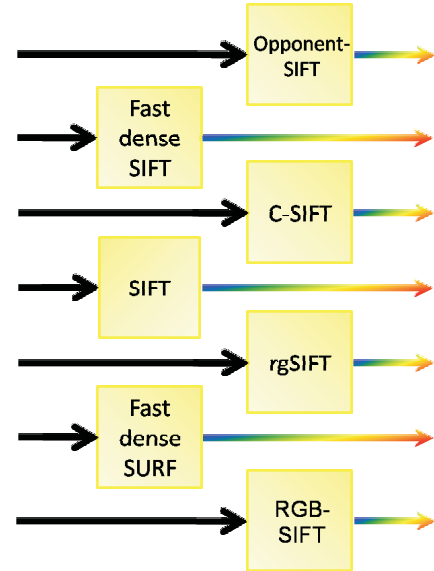 Opponent-
SIFT
Fast
dense
SIFT
C-SIFT
SIFT
rgSIFT
Fast
dense
SURF
RGB-
SIFT